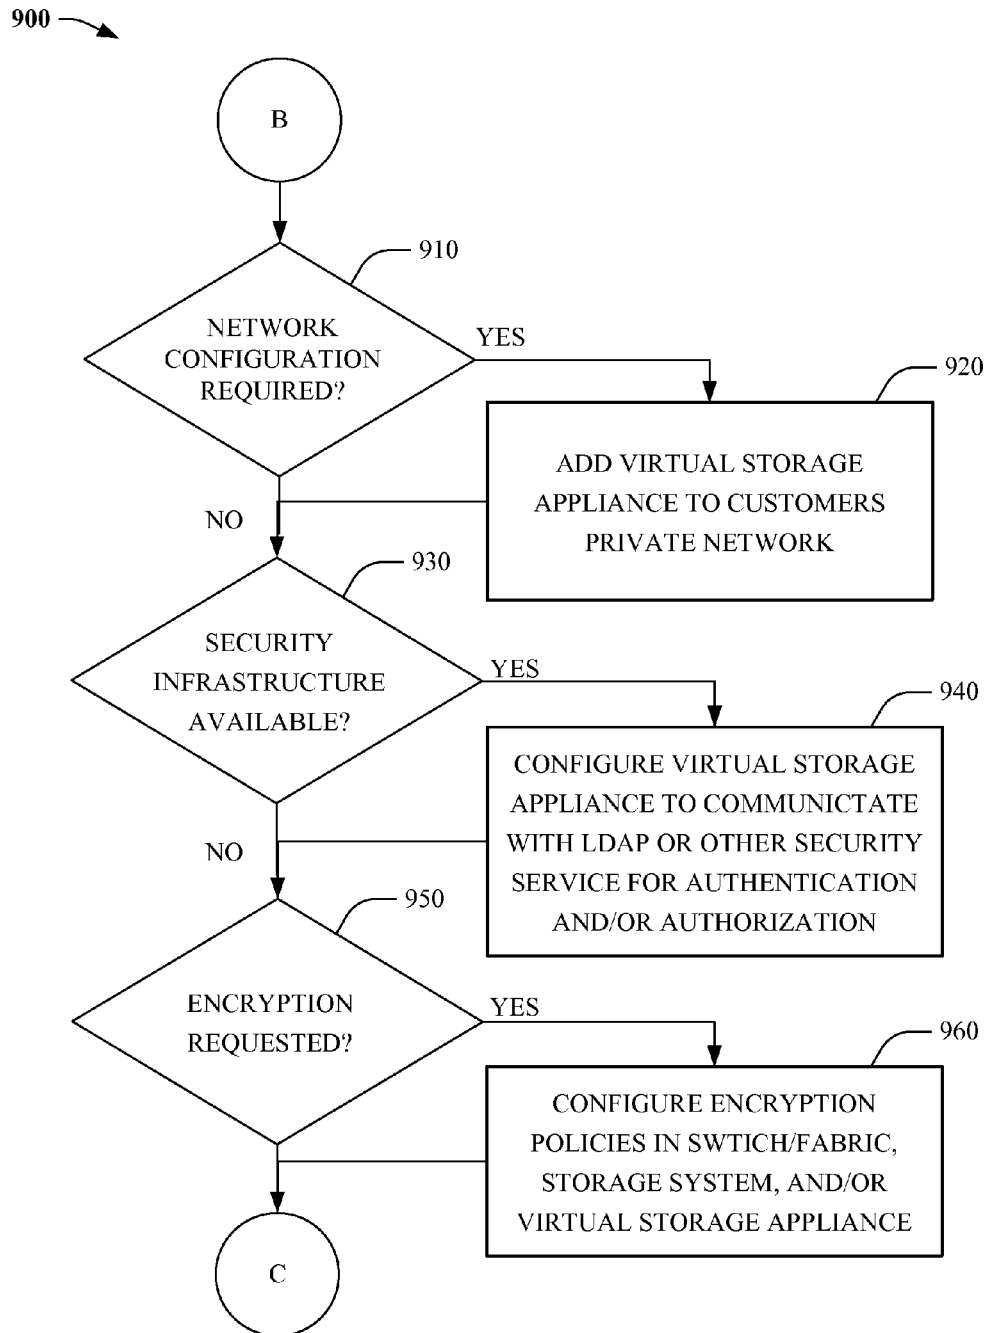 900
B
910
NETWORK
CONFIGURATION
REQUIRED?
YES
920
ADD VIRTUAL STORAGE
APPLIANCE TO CUSTOMERS
PRIVATE NETWORK
NO
930
SECURITY
INFRASTRUCTURE
AVAILABLE?
YES
940
CONFIGURE VIRTUAL STORAGE
APPLIANCE TO COMMUNICTATE
WITH LDAP OR OTHER SECURITY
SERVICE FOR AUTHENTICATION
AND/OR AUTHORIZATION
NO
950
ENCRYPTION
REQUESTED?
YES
960
CONFIGURE ENCRYPTION
POLICIES IN SWTICH/FABRIC,
STORAGE SYSTEM, AND/OR
VIRTUAL STORAGE APPLIANCE
C